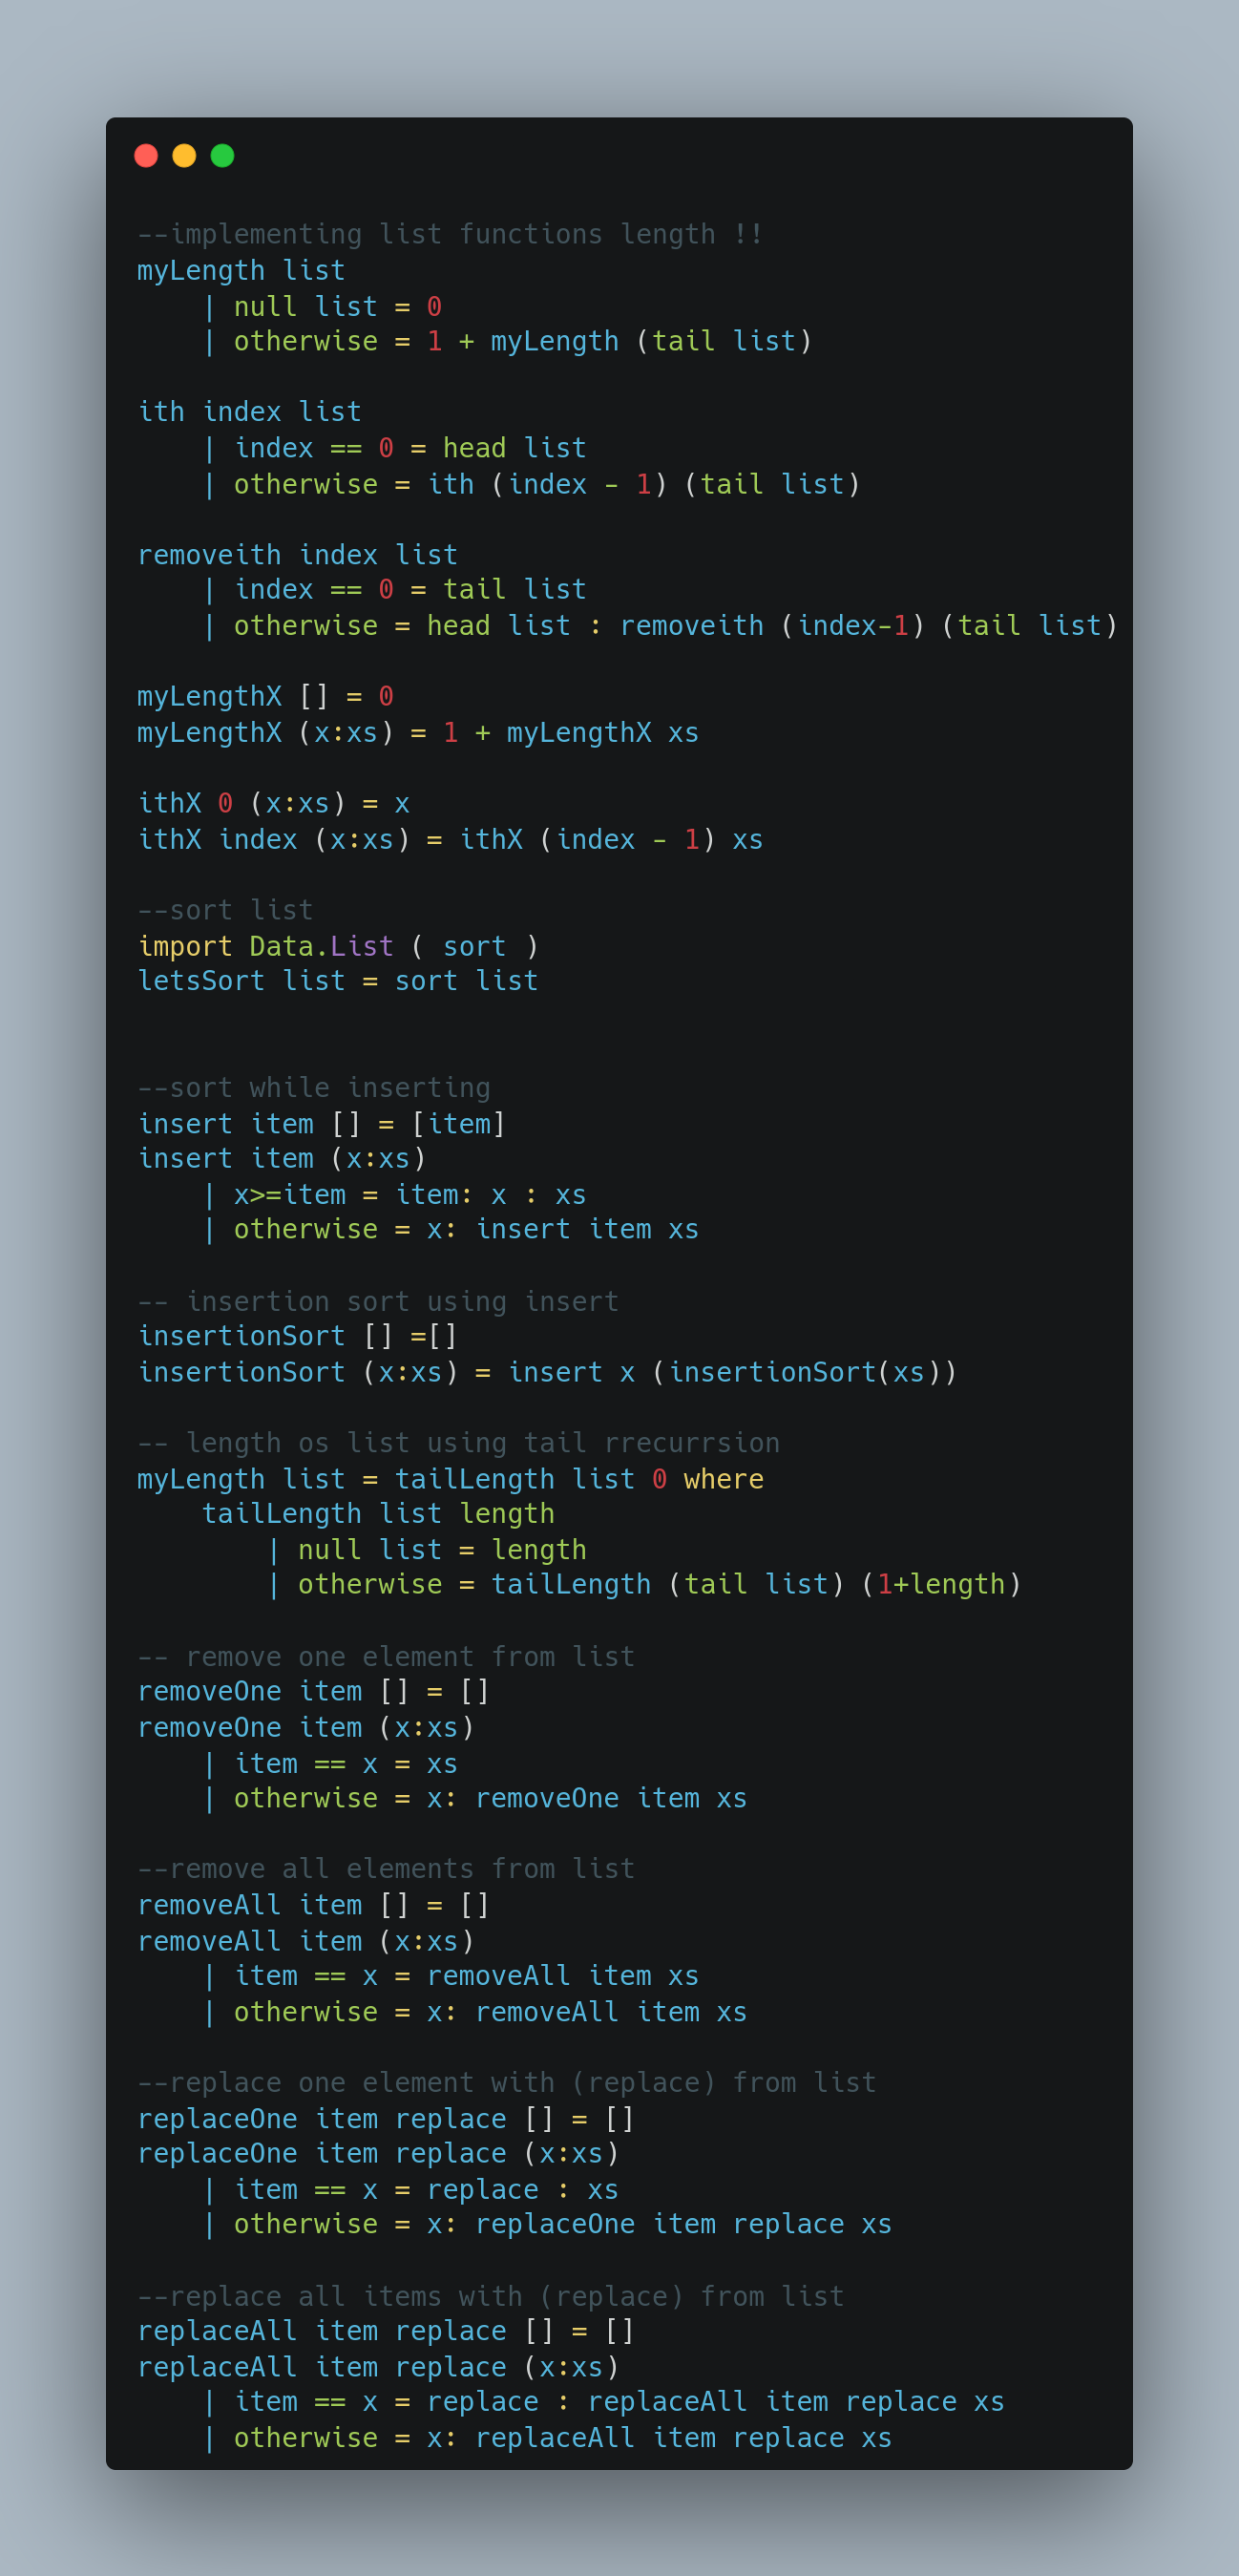 --implementing list functions length !!
myLength list
    | null list = 0
    | otherwise = 1 + myLength (tail list)

ith index list
    | index == 0 = head list
    | otherwise = ith (index - 1) (tail list)

removeith index list
    | index == 0 = tail list
    | otherwise = head list : removeith (index-1) (tail list)

myLengthX [] = 0
myLengthX (x:xs) = 1 + myLengthX xs

ithX 0 (x:xs) = x
ithX index (x:xs) = ithX (index - 1) xs

--sort list
import Data.List ( sort )
letsSort list = sort list


--sort while inserting
insert item [] = [item]
insert item (x:xs)
    | x>=item = item: x : xs
    | otherwise = x: insert item xs

-- insertion sort using insert
insertionSort [] =[]
insertionSort (x:xs) = insert x (insertionSort(xs))

-- length os list using tail rrecurrsion
myLength list = tailLength list 0 where
    tailLength list length
        | null list = length
        | otherwise = tailLength (tail list) (1+length)

-- remove one element from list
removeOne item [] = []
removeOne item (x:xs)
    | item == x = xs
    | otherwise = x: removeOne item xs

--remove all elements from list
removeAll item [] = []
removeAll item (x:xs)
    | item == x = removeAll item xs
    | otherwise = x: removeAll item xs

--replace one element with (replace) from list
replaceOne item replace [] = []
replaceOne item replace (x:xs)
    | item == x = replace : xs
    | otherwise = x: replaceOne item replace xs

--replace all items with (replace) from list
replaceAll item replace [] = []
replaceAll item replace (x:xs)
    | item == x = replace : replaceAll item replace xs
    | otherwise = x: replaceAll item replace xs